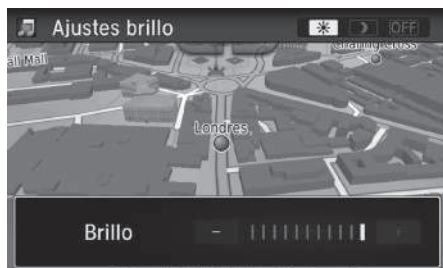 Ajustes brillo
OFF
all Mall
Charing Cross
Londres
Brillo
- +